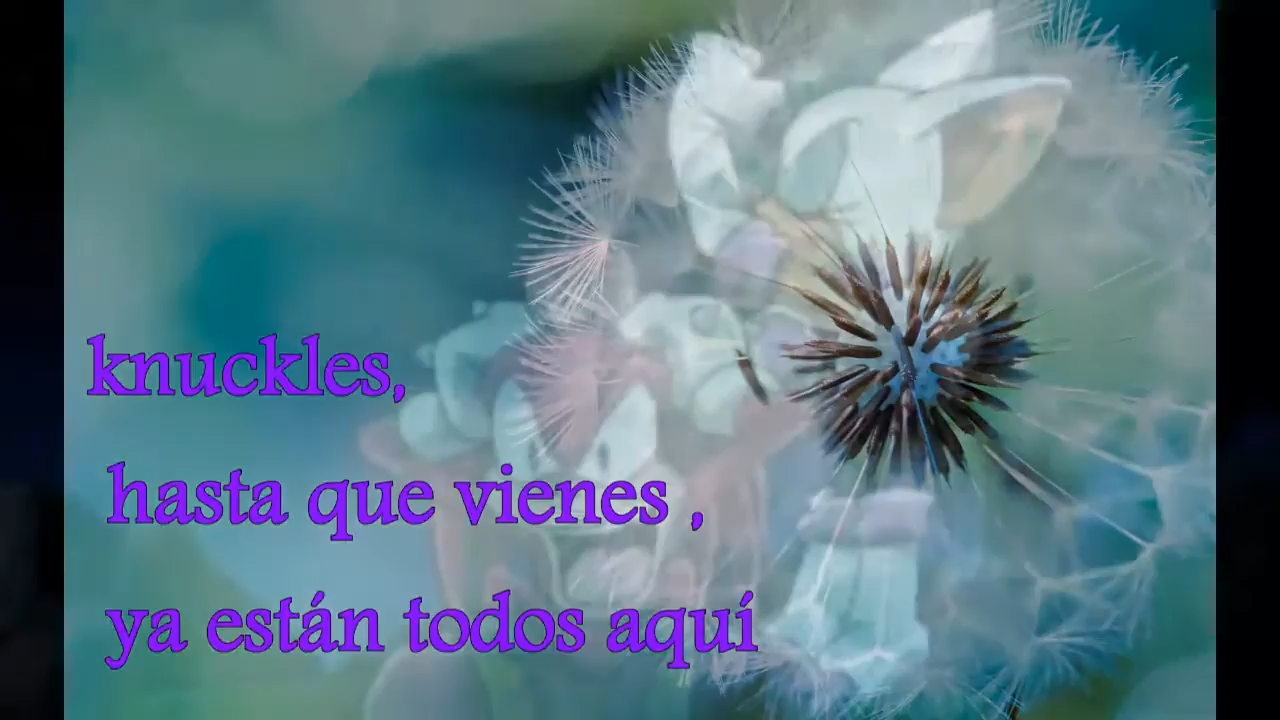 knuckles,
hasta que vienes ,
ya están todos aquí